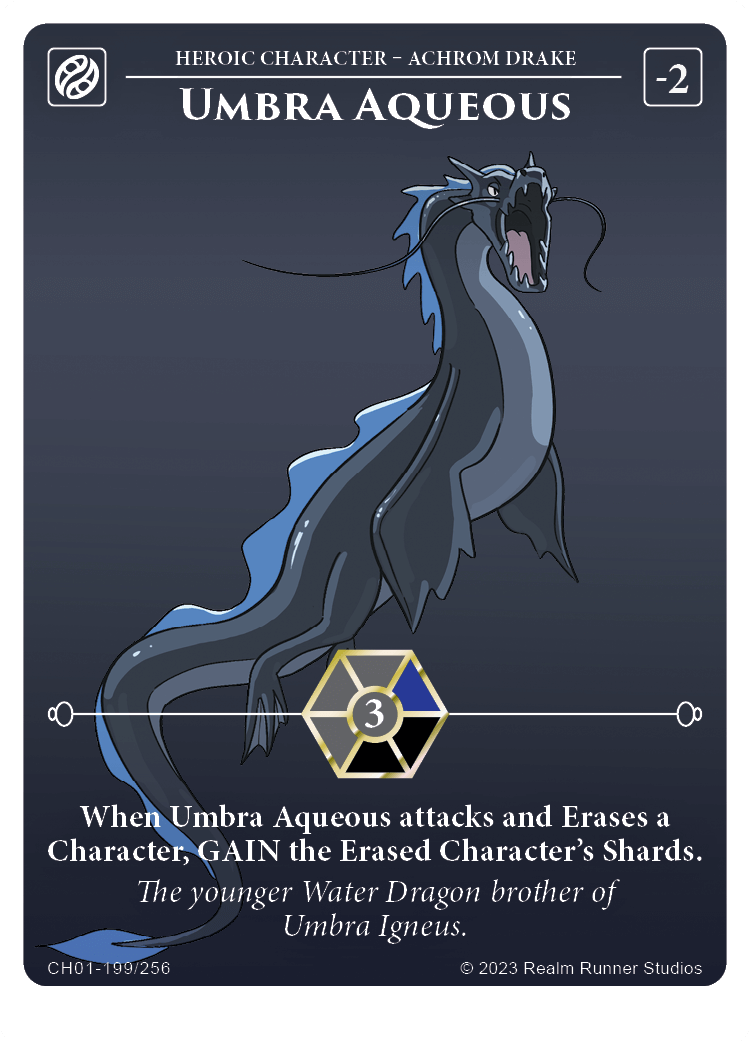 HEROIC CHARACTER – ACHROM DRAKE
-2
UMBRA AQUEOUS
3
When Umbra Aqueous attacks and Erases a
Character, GAIN the Erased Character’s Shards.
The younger Water Dragon brother of
Umbra Igneus.
CH01-199/256
© 2023 Realm Runner Studios